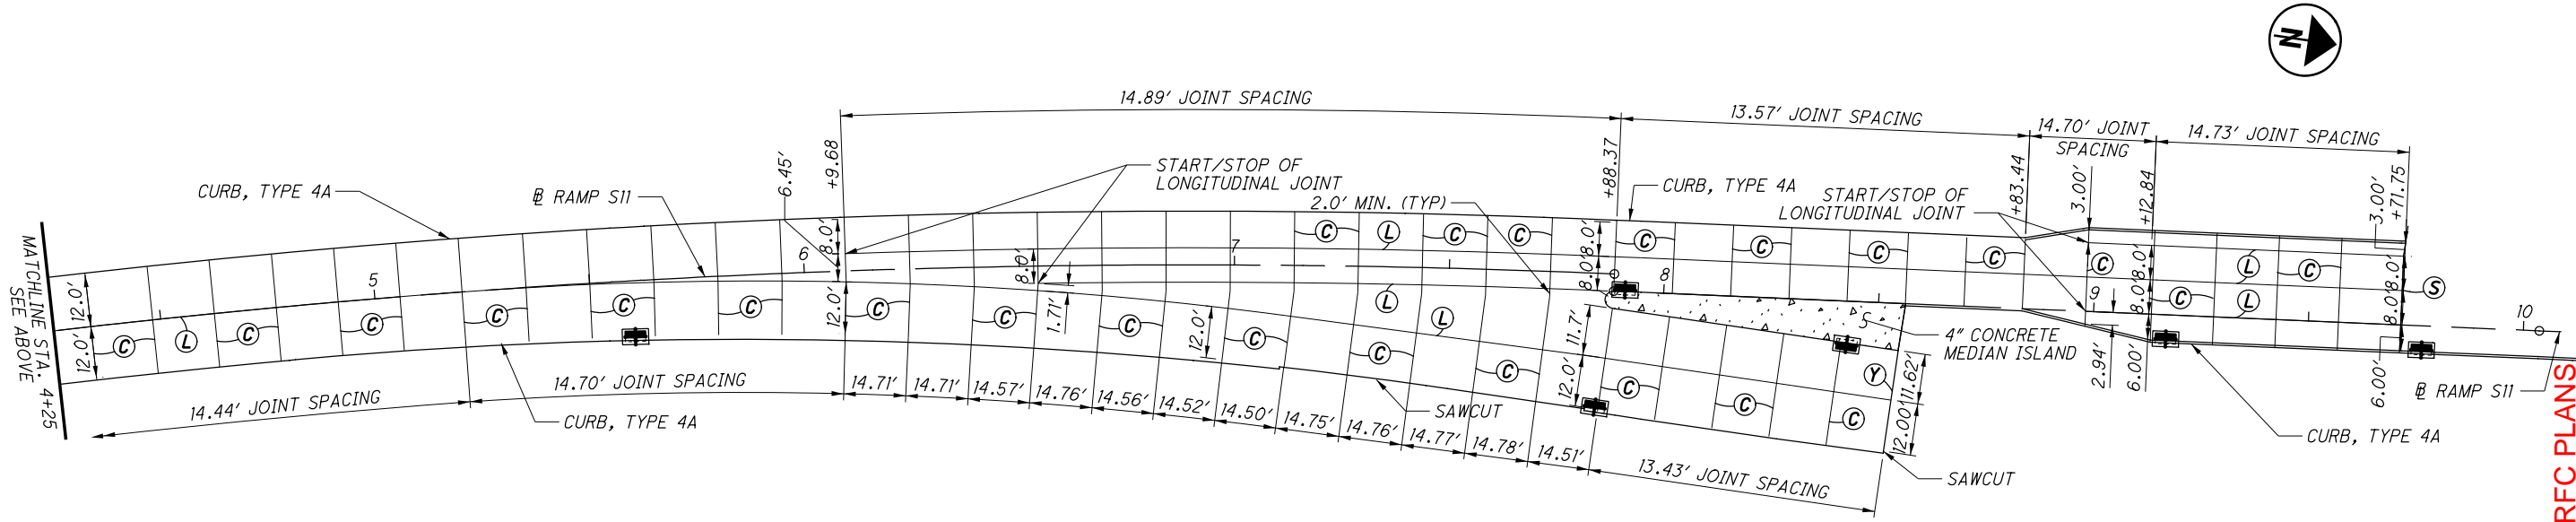 N
14.89' JOINT SPACING
13.57' JOINT SPACING
14.70' JOINT
SPACING
14.73' JOINT SPACING
CURB, TYPE 4A
℄ RAMP S11
6.45'
+9.68
START/STOP OF
LONGITUDINAL JOINT
2.0' MIN. (TYP)
+88.37
CURB, TYPE 4A
START/STOP OF
LONGITUDINAL JOINT
+83.44
3.00'
+12.84
3.00'
+71.75
MATCHLINE STA. 4+25
SEE ABOVE
12.0'
12.0'
5
6
7
8
9
10
8.0'
12.0'
8.0'
1.71'
12.0'
8.0'
8.0'
11.7'
12.0'
8.0'
8.0'
2.94'
6.00'
8.0'
8.0'
6.00'
C
L
C
C
C
C
C
C
C
C
C
C
C
C
L
C
C
L
L
C
C
C
C
C
C
C
Y
C
C
L
L
C
S
4" CONCRETE
MEDIAN ISLAND
11.62'
12.00'
℄ RAMP S11
14.44' JOINT SPACING
14.70' JOINT SPACING
CURB, TYPE 4A
14.71'
14.71'
14.57'
14.76'
14.56'
14.52'
14.50'
14.75'
14.76'
14.77'
14.78'
14.51'
13.43' JOINT SPACING
SAWCUT
SAWCUT
CURB, TYPE 4A
RFC PLANS